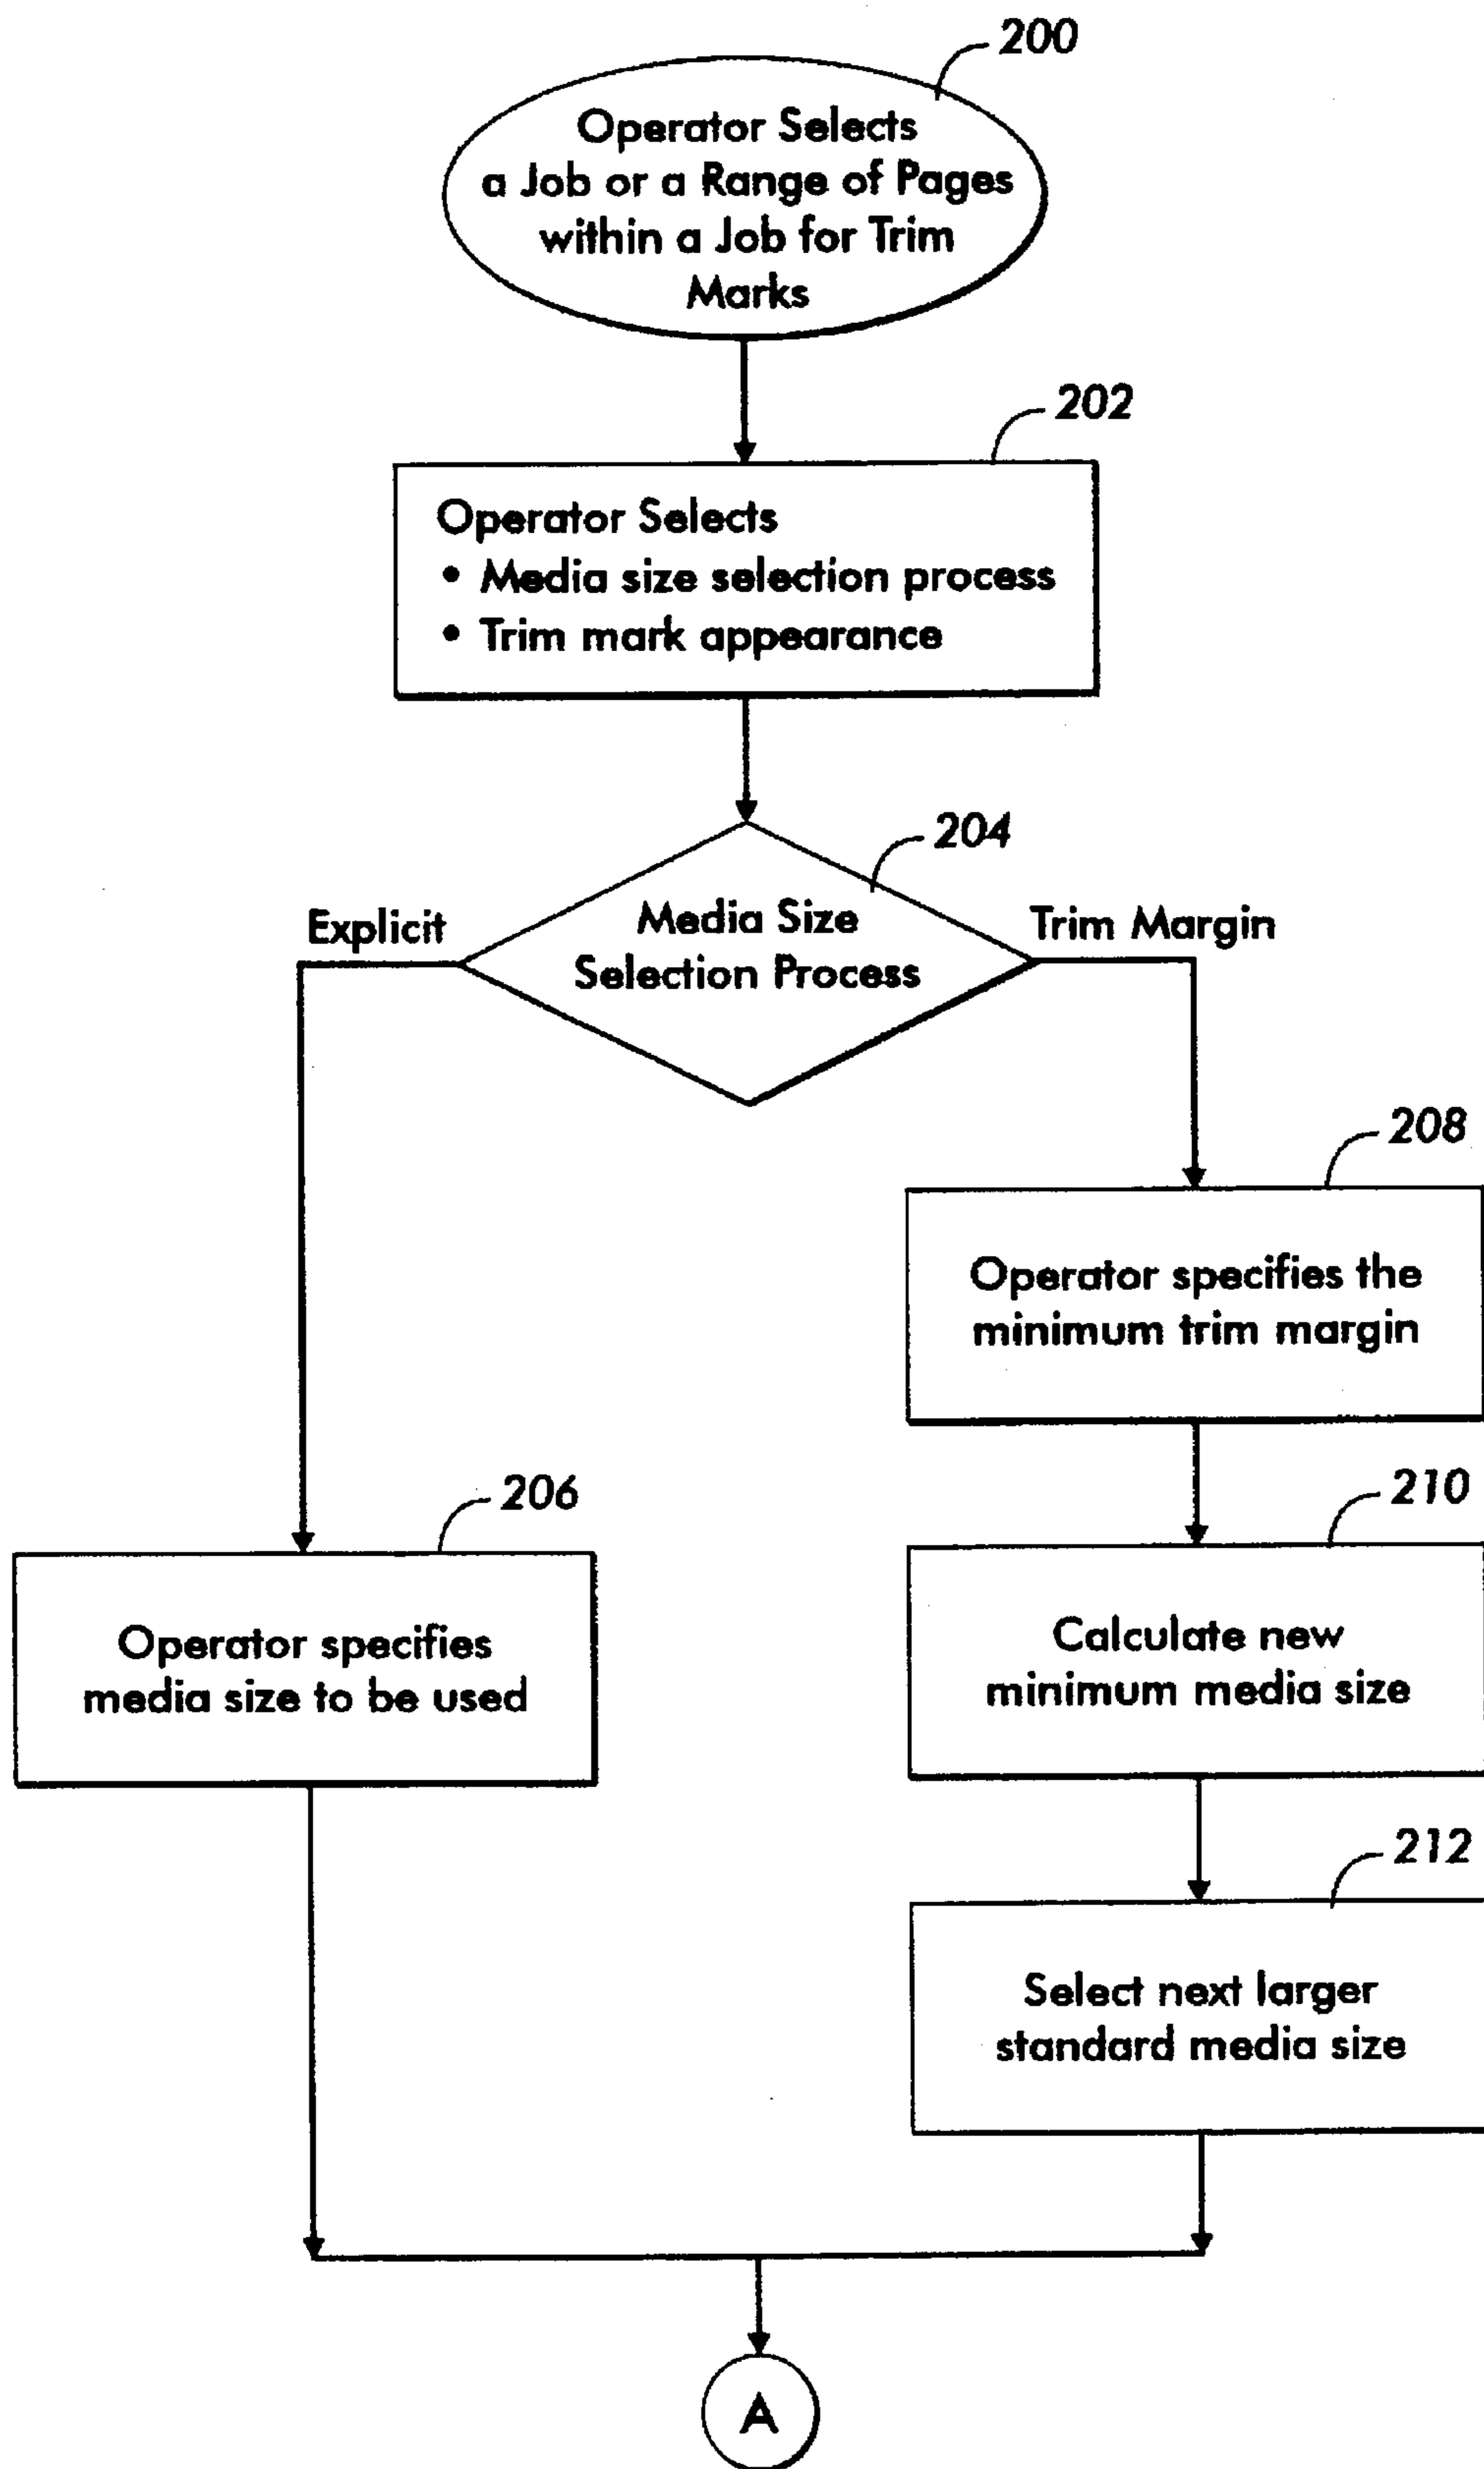 200
Operator Selects
a Job or a Range of Pages
within a Job for Trim
Marks
202
Operator Selects
• Media size selection process
• Trim mark appearance
204
Explicit
Media Size
Selection Process
Trim Margin
208
Operator specifies the
minimum trim margin
206
Operator specifies
media size to be used
210
Calculate new
minimum media size
212
Select next larger
standard media size
A